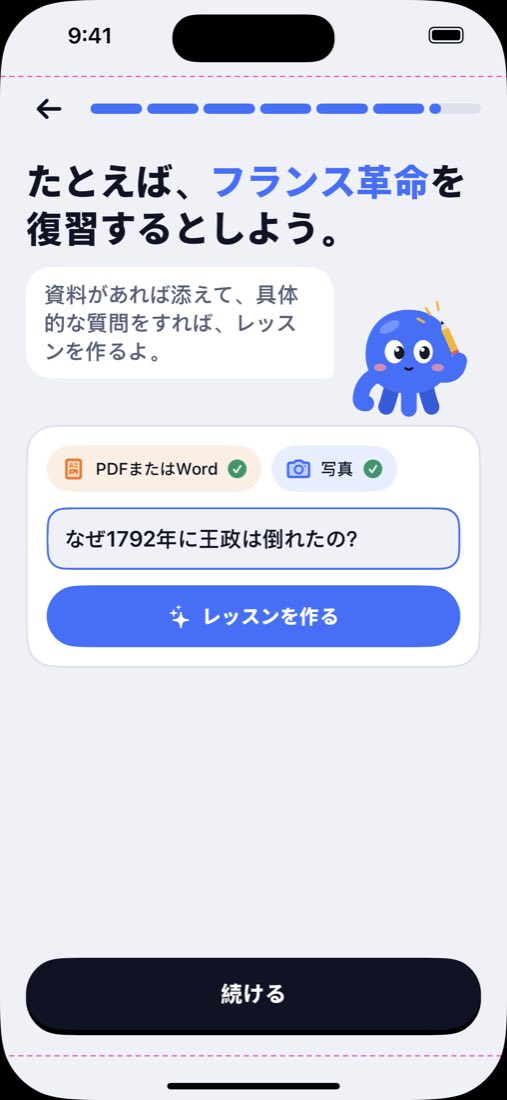 9:41
たとえば、フランス革命を
復習するとしよう。
資料があれば添えて、具体
的な質問をすれば、レッス
ンを作るよ。
PDFまたはWord
写真
なぜ1792年に王政は倒れたの?
レッスンを作る
続ける